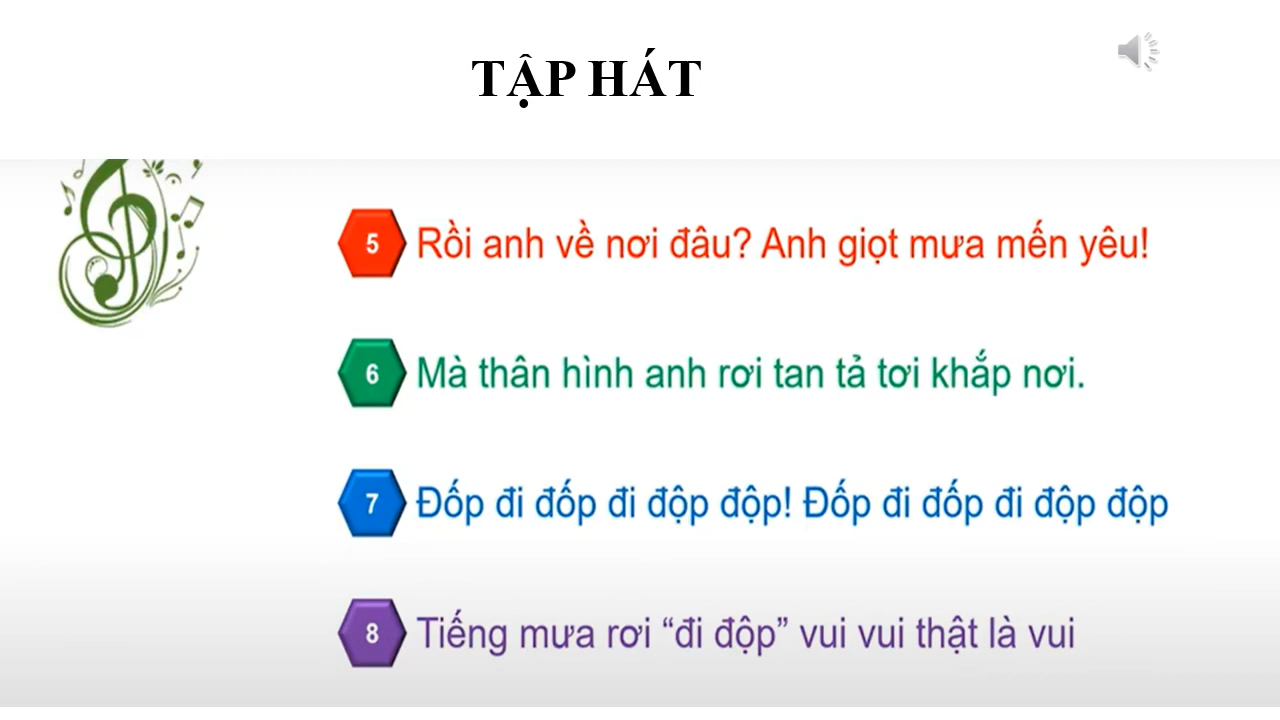 TẬP HÁT
5 Rồi anh về nơi đâu? Anh giọt mưa mến yêu!
6 Mà thân hình anh rơi tan tả tơi khắp nơi.
7 Đốp đi đốp đi độp độp! Đốp đi đốp đi độp độp
8 Tiếng mưa rơi “đi độp” vui vui thật là vui